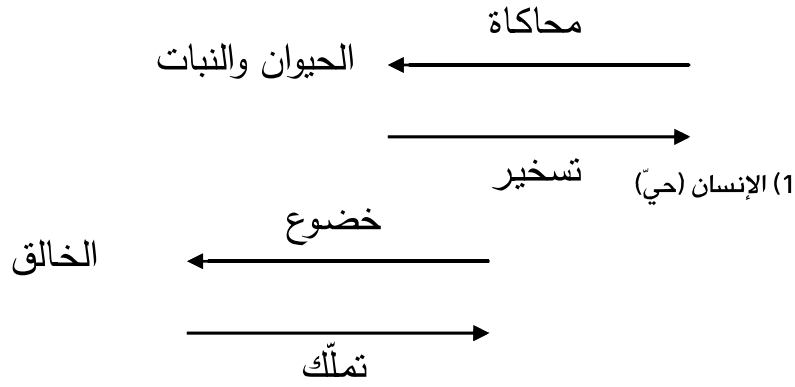 محاكاة
الحيوان والنبات
تسخير
1) الإنسان (حيّ)
خضوع
الخالق
تملّك